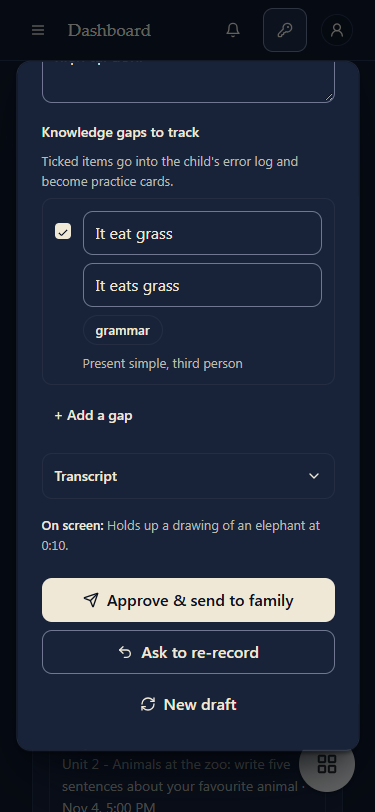 Dashboard
Knowledge gaps to track
Ticked items go into the child's error log and
become practice cards.
It eat grass
It eats grass
grammar
Present simple, third person
+ Add a gap
Transcript
On screen: Holds up a drawing of an elephant at
0:10.
Approve & send to family
Ask to re-record
New draft
Unit 2 - Animals at the zoo: write five
sentences about your favourite animal ·
Nov 4, 5:00 PM